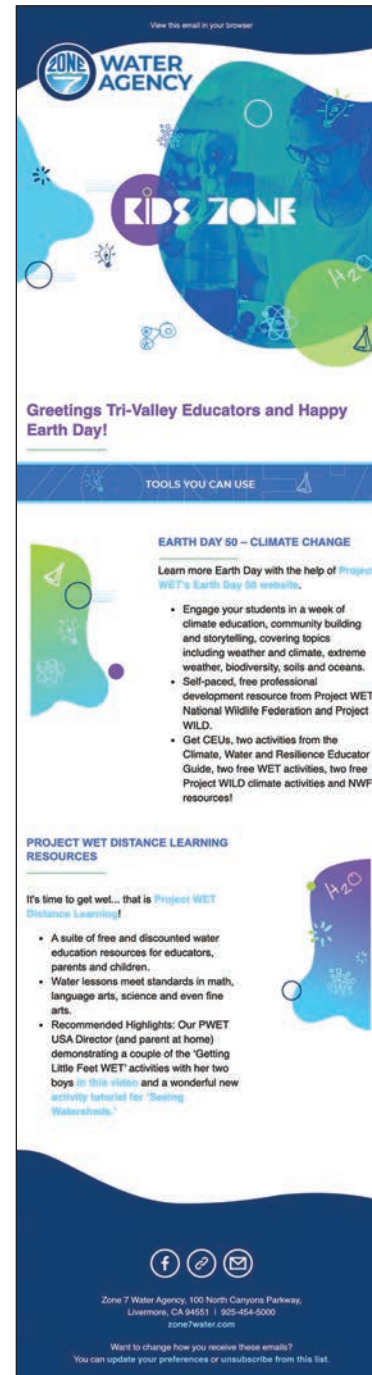 View this email in your browser
ZONE
7
WATER
AGENCY
KiDS ZONE
H2O
Greetings Tri-Valley Educators and Happy
Earth Day!
TOOLS YOU CAN USE
EARTH DAY 50 – CLIMATE CHANGE
Learn more Earth Day with the help of Project
WET's Earth Day 50 website.
• Engage your students in a week of
climate education, community building
and storytelling, covering topics
including weather and climate, extreme
weather, biodiversity, soils and oceans.
• Self-paced, free professional
development resource from Project WET
National Wildlife Federation and Project
WILD.
• Get CEUs, two activities from the
Climate, Water and Resilience Educator
Guide, two free WET activities, two free
Project WILD climate activities and NWF
resources!
PROJECT WET DISTANCE LEARNING
RESOURCES
It's time to get wet... that is Project WET
Distance Learning!
• A suite of free and discounted water
education resources for educators,
parents and children.
• Water lessons meet standards in math,
language arts, science and even fine
arts.
• Recommended Highlights: Our PWET
USA Director (and parent at home)
demonstrating a couple of the 'Getting
Little Feet WET' activities with her two
boys in this video and a wonderful new
activity tutorial for 'Seeing
Watersheds.'
H2O
Zone 7 Water Agency, 100 North Canyons Parkway,
Livermore, CA 94551 | 925-454-5000
zone7water.com
Want to change how you receive these emails?
You can update your preferences or unsubscribe from this list.